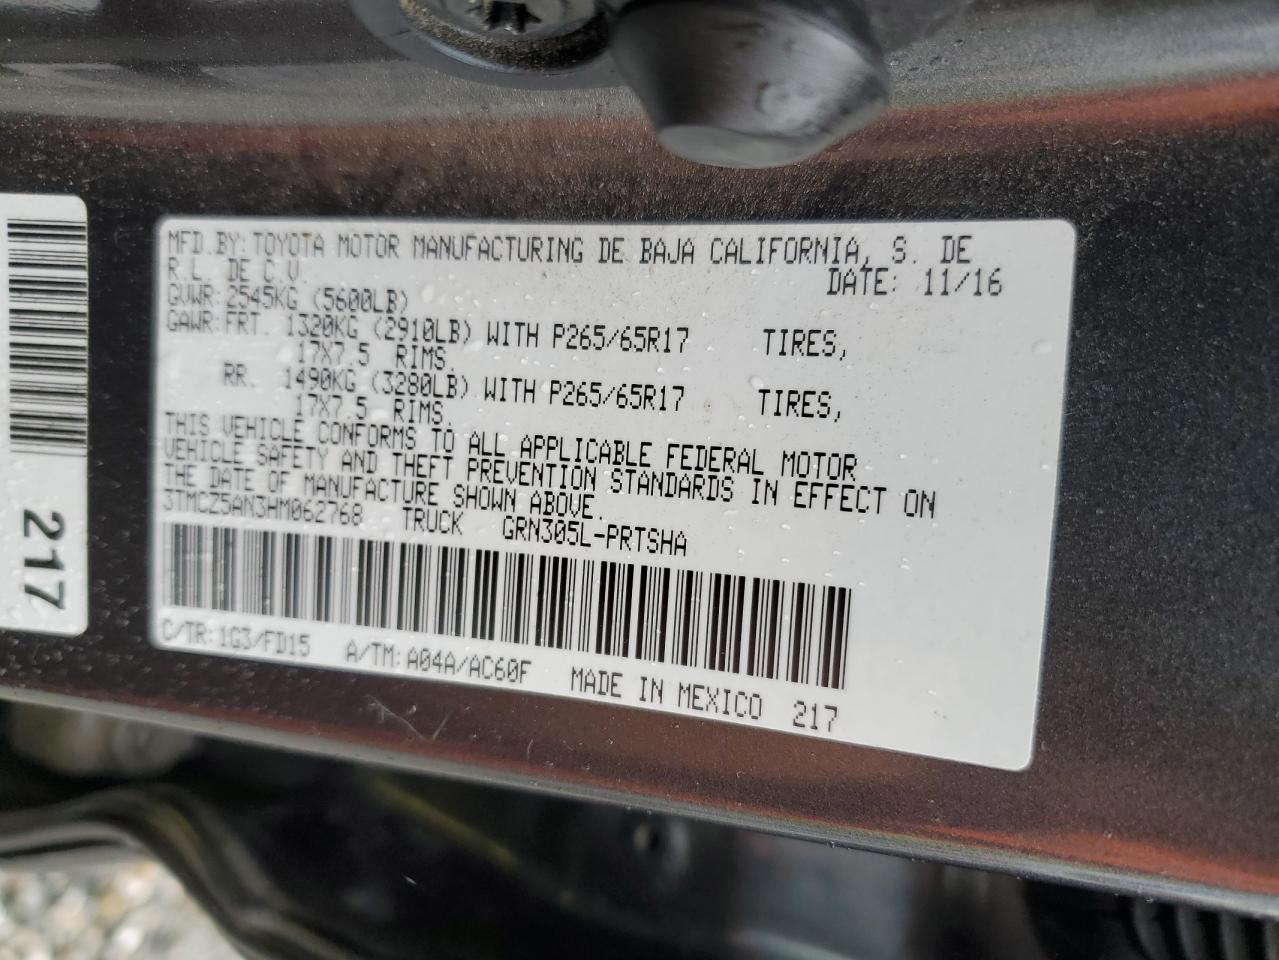 MFD.BY:TOYOTA MOTOR MANUFACTURING DE BAJA CALIFORNIA, S. DE
R.L. DE C.V.
DATE: 11/16
GVWR:2545KG (5600LB)
GAWR:FRT. 1320KG (2910LB) WITH P265/65R17 TIRES,
17X7.5 RIMS.
RR. 1490KG (3280LB) WITH P265/65R17 TIRES,
17X7.5 RIMS.
THIS VEHICLE CONFORMS TO ALL APPLICABLE FEDERAL MOTOR
VEHICLE SAFETY AND THEFT PREVENTION STANDARDS IN EFFECT ON
THE DATE OF MANUFACTURE SHOWN ABOVE.
3TMCZ5AN3HM062768 TRUCK GRN305L-PRTSHA
C/TR:1G3/FD15 A/TM:A04A/AC60F MADE IN MEXICO 217
217